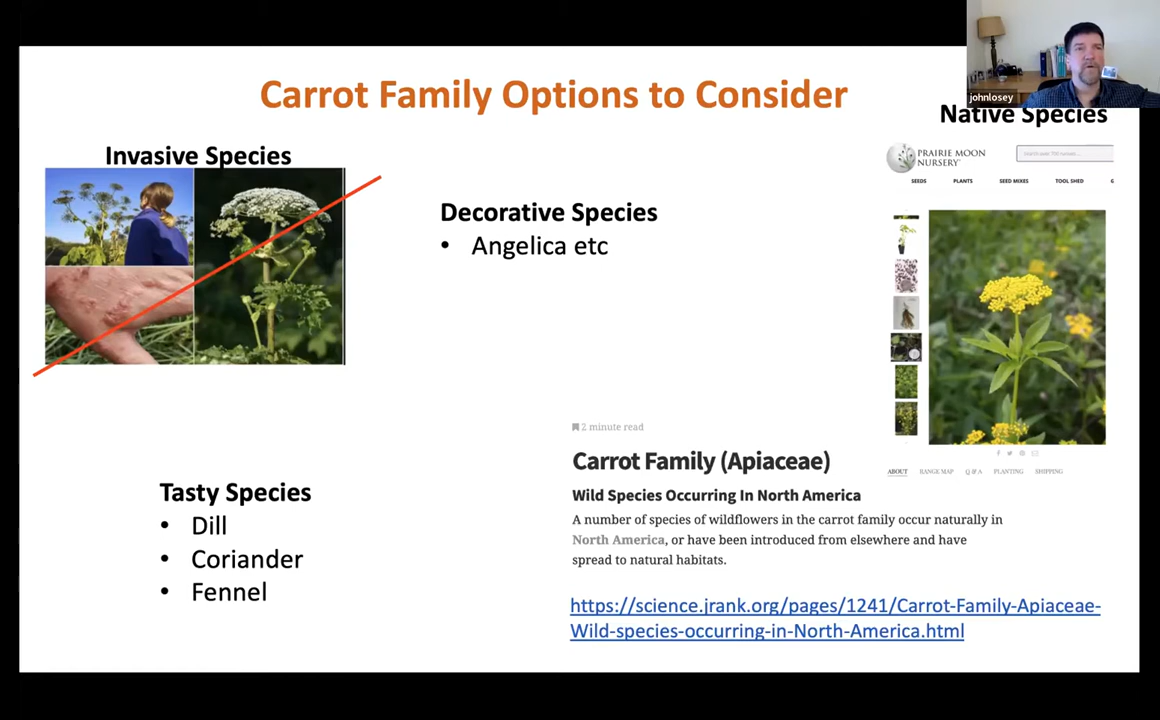 Carrot Family Options to Consider
johnlosey
Native Species
Invasive Species
PRAIRIE MOON
NURSERY
SEEDS PLANTS SEED MIXES TOOL SHED G
Decorative Species
• Angelica etc
2 minute read
Carrot Family (Apiaceae)
ABOUT RANGE MAP Q & A PLANTING SHIPPING
Wild Species Occurring In North America
A number of species of wildflowers in the carrot family occur naturally in
North America, or have been introduced from elsewhere and have
spread to natural habitats.
Tasty Species
• Dill
• Coriander
• Fennel
https://science.jrank.org/pages/1241/Carrot-Family-Apiaceae-
Wild-species-occurring-in-North-America.html